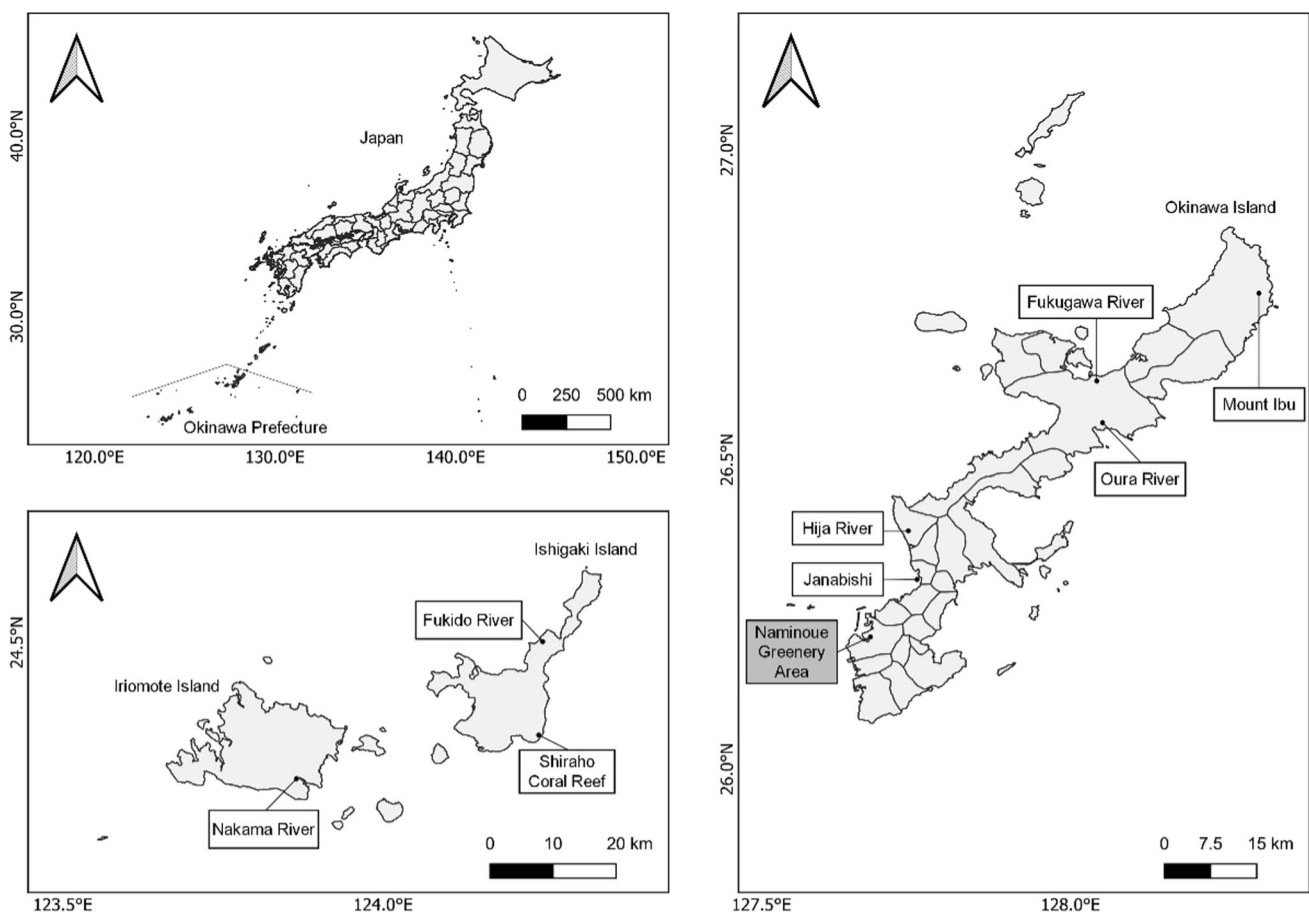 Japan
40.0°N
30.0°N
0 250 500 km
Okinawa Prefecture
120.0°E 130.0°E 140.0°E 150.0°E
Ishigaki Island
Fukido River
24.5°N
Iriomote Island
Shiraho
Coral Reef
Nakama River
0 10 20 km
123.5°E 124.0°E
27.0°N
Okinawa Island
Fukugawa River
Mount Ibu
26.5°N
Oura River
Hija River
Janabishi
Naminoue
Greenery
Area
26.0°N
0 7.5 15 km
127.5°E 128.0°E